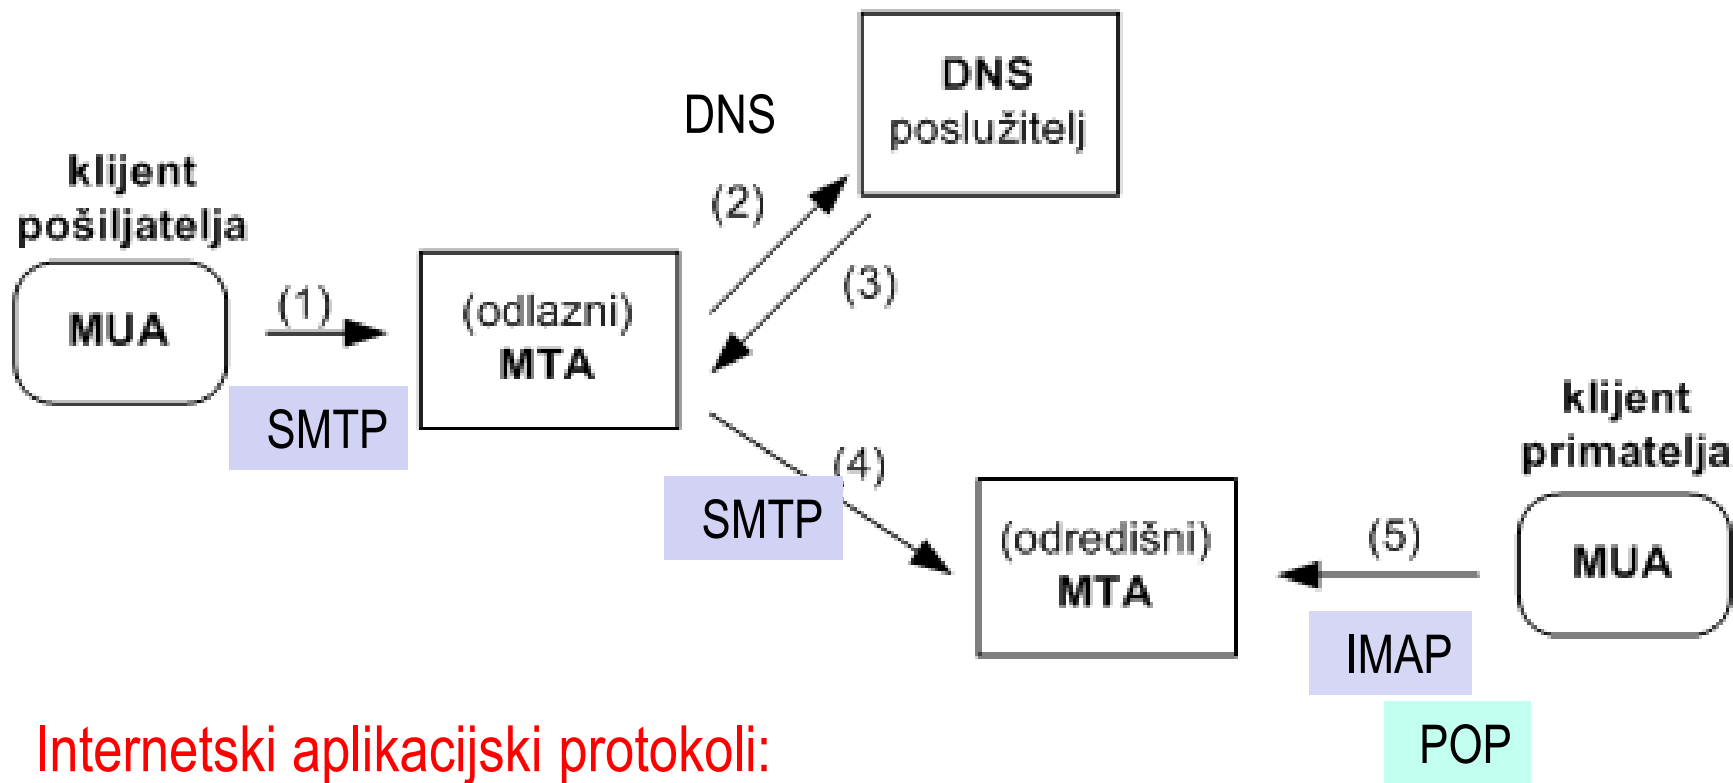 DNS
poslužitelj
DNS
klijent
pošiljatelja
(2)
(3)
MUA
(1)
(odlazni)
MTA
SMTP
klijent
primatelja
(4)
SMTP
(odredišni)
MTA
(5)
MUA
IMAP
POP
Internetski aplikacijski protokoli: